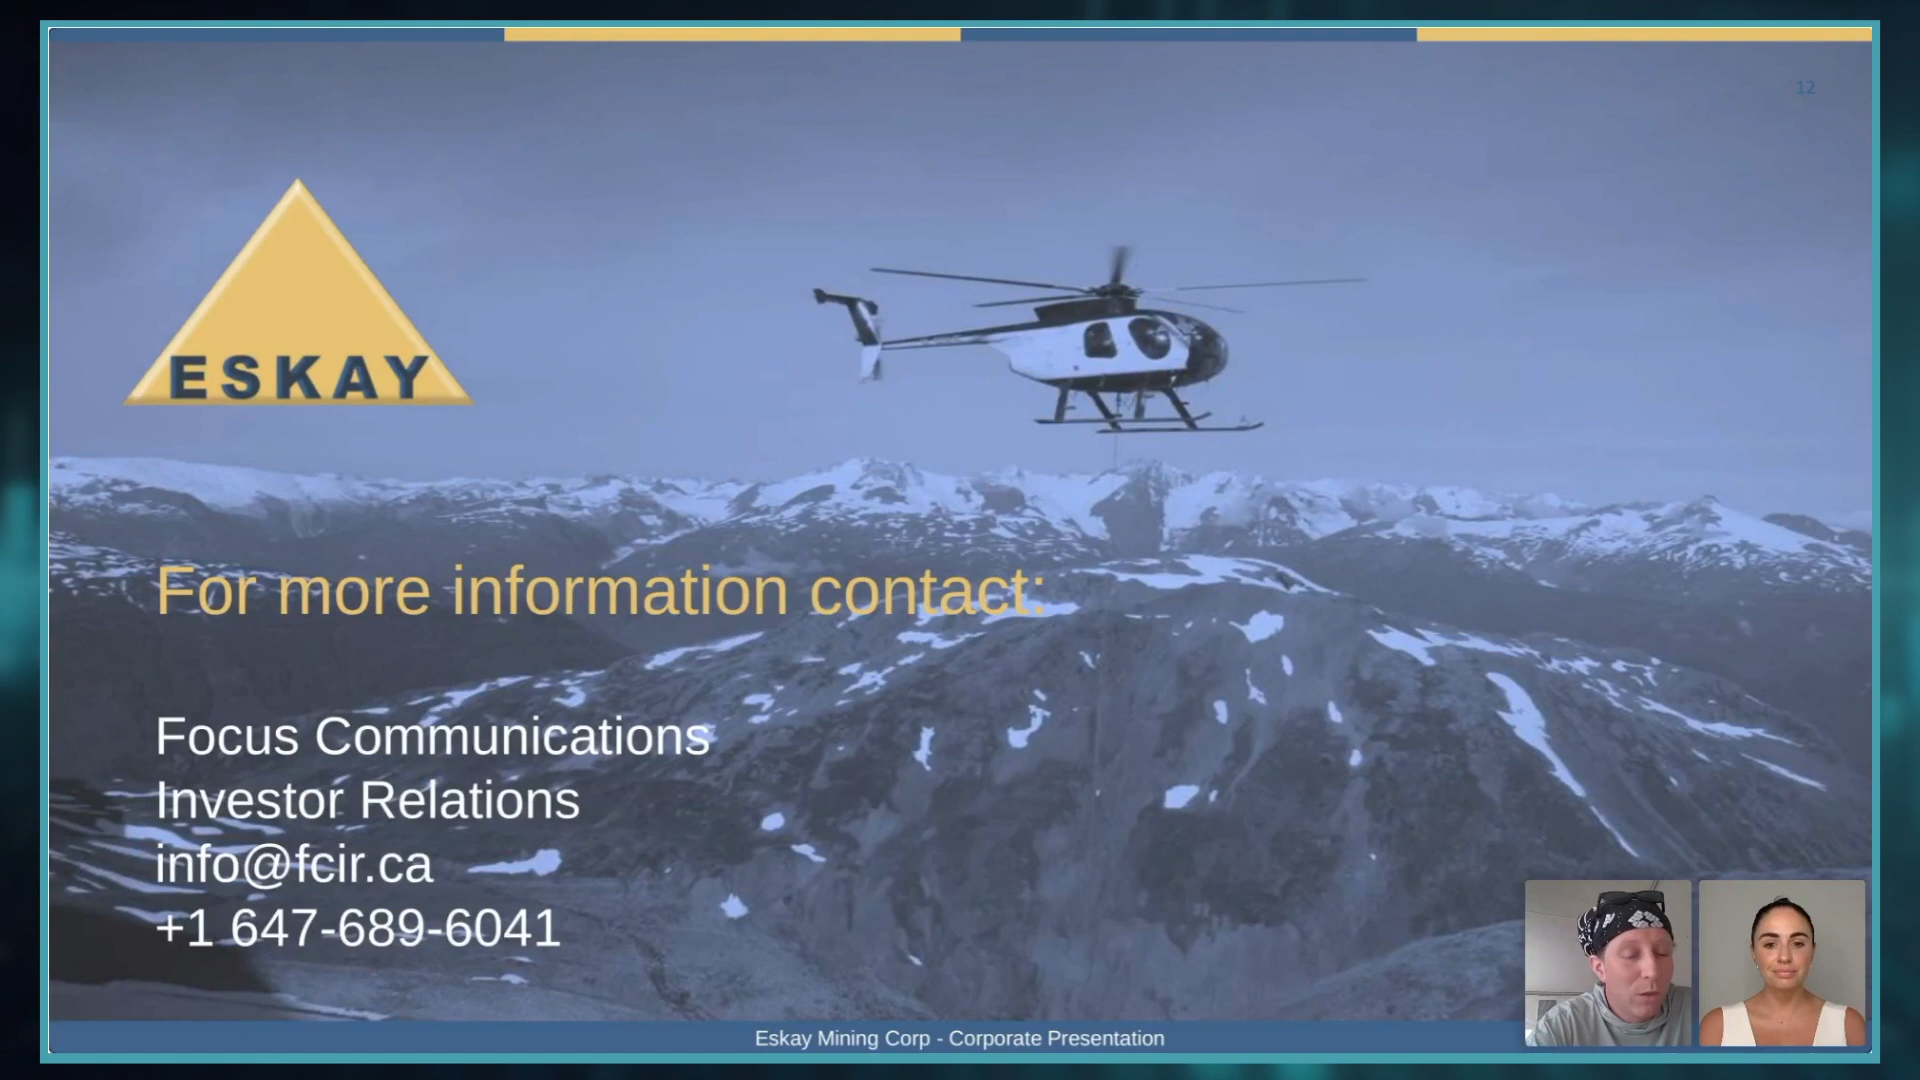 12
ESKAY
For more information contact:
Focus Communications
Investor Relations
info@fcir.ca
+1 647-689-6041
Eskay Mining Corp - Corporate Presentation